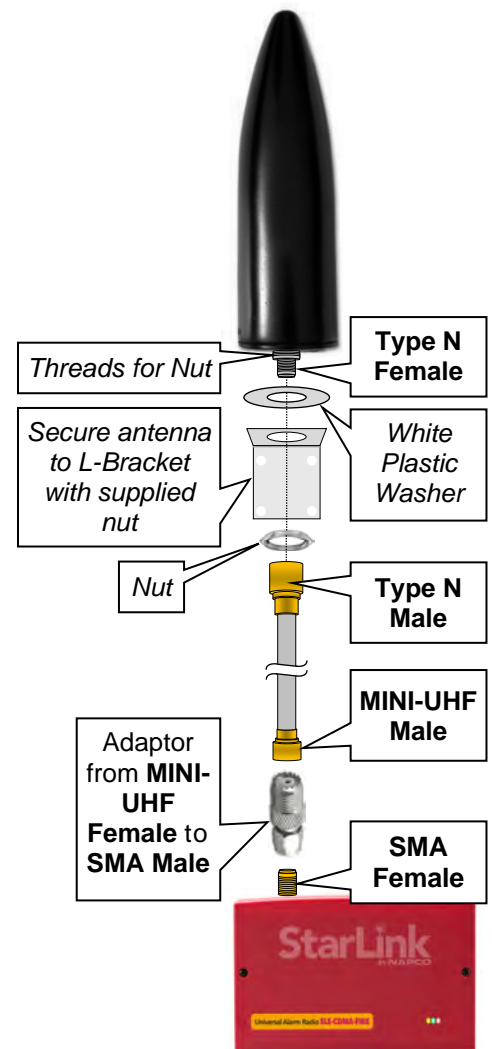 Threads for Nut
Type N
Female
Secure antenna
to L-Bracket
with supplied
nut
White
Plastic
Washer
Nut
Type N
Male
MINI-UHF
Male
Adaptor
from MINI-
UHF
Female to
SMA Male
SMA
Female
StarLink
BY NAPCO
Universal Alarm Radio SLE-CDMA-FIRE